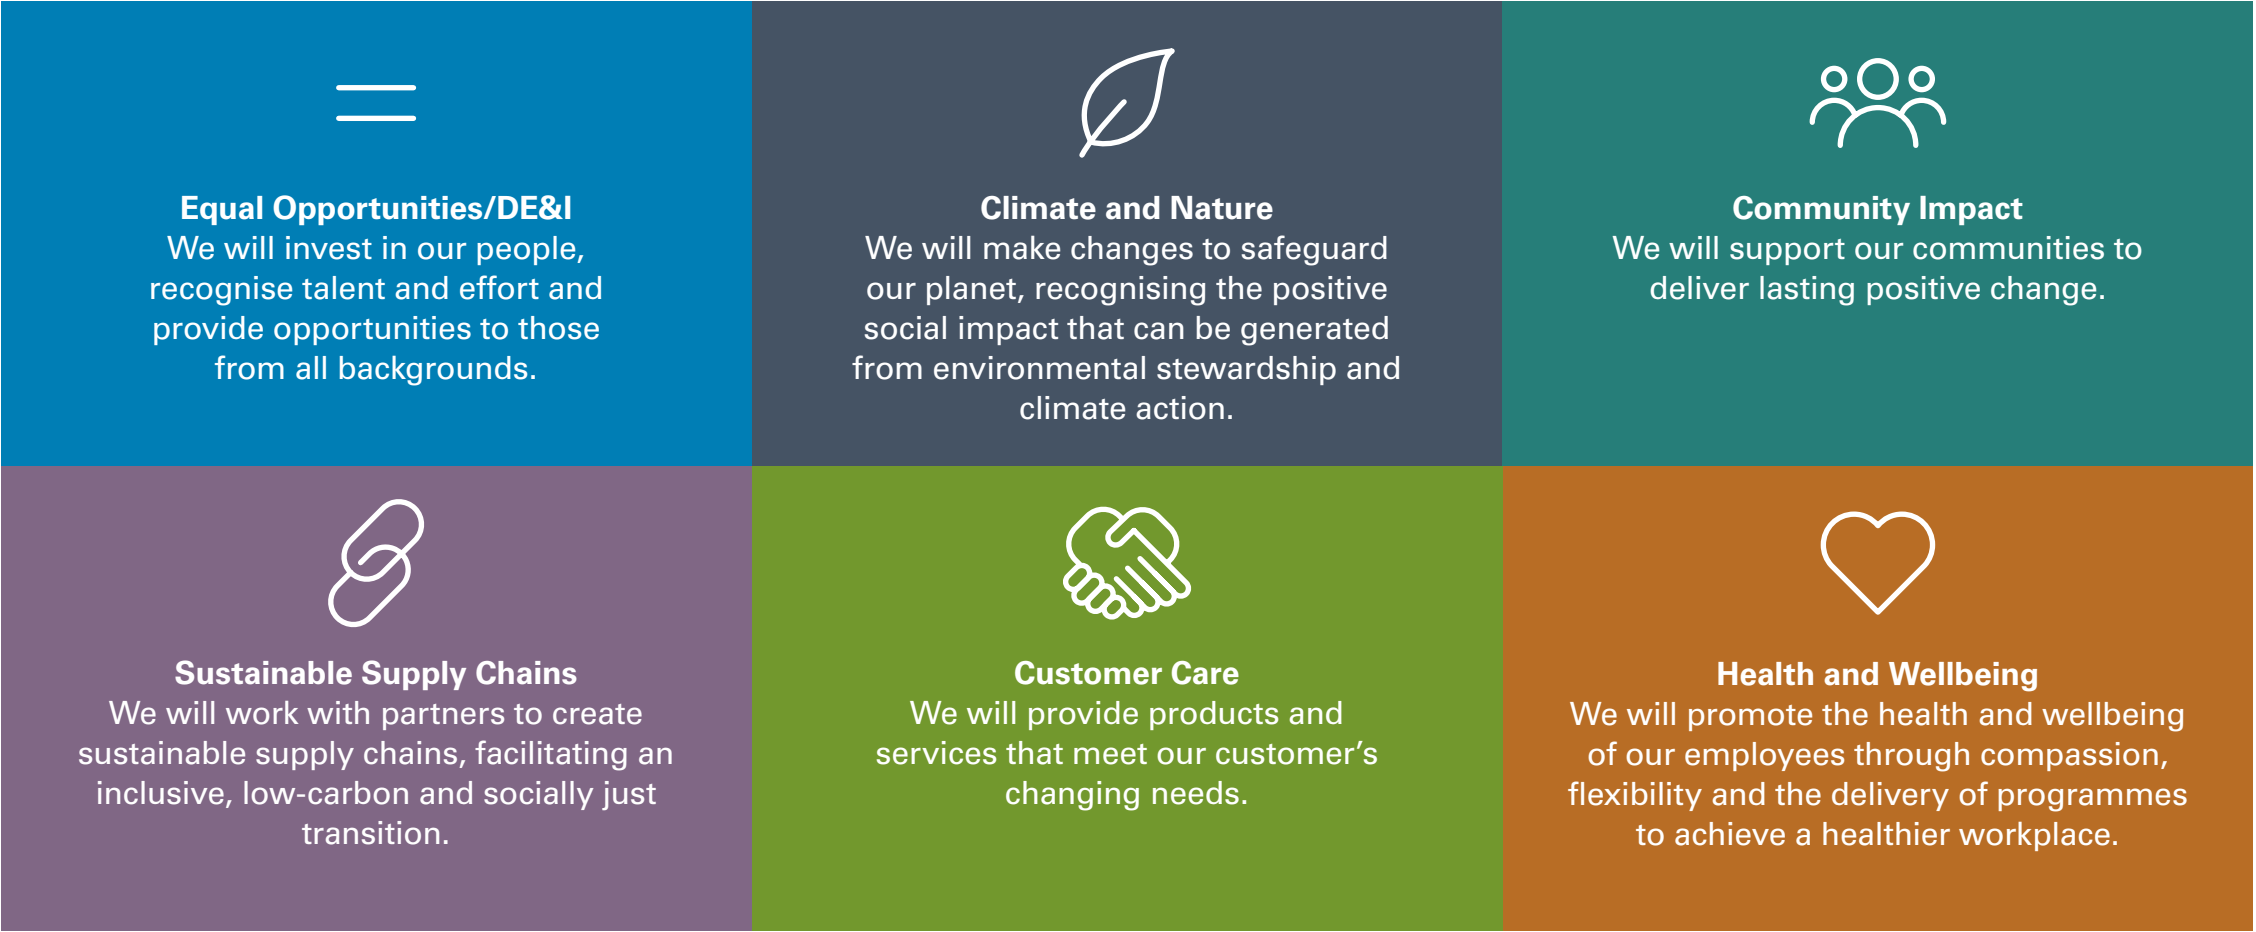 Equal Opportunities/DE&I
We will invest in our people,
recognise talent and effort and
provide opportunities to those
from all backgrounds.
Climate and Nature
We will make changes to safeguard
our planet, recognising the positive
social impact that can be generated
from environmental stewardship and
climate action.
Community Impact
We will support our communities to
deliver lasting positive change.
Sustainable Supply Chains
We will work with partners to create
sustainable supply chains, facilitating an
inclusive, low-carbon and socially just
transition.
Customer Care
We will provide products and
services that meet our customer’s
changing needs.
Health and Wellbeing
We will promote the health and wellbeing
of our employees through compassion,
flexibility and the delivery of programmes
to achieve a healthier workplace.